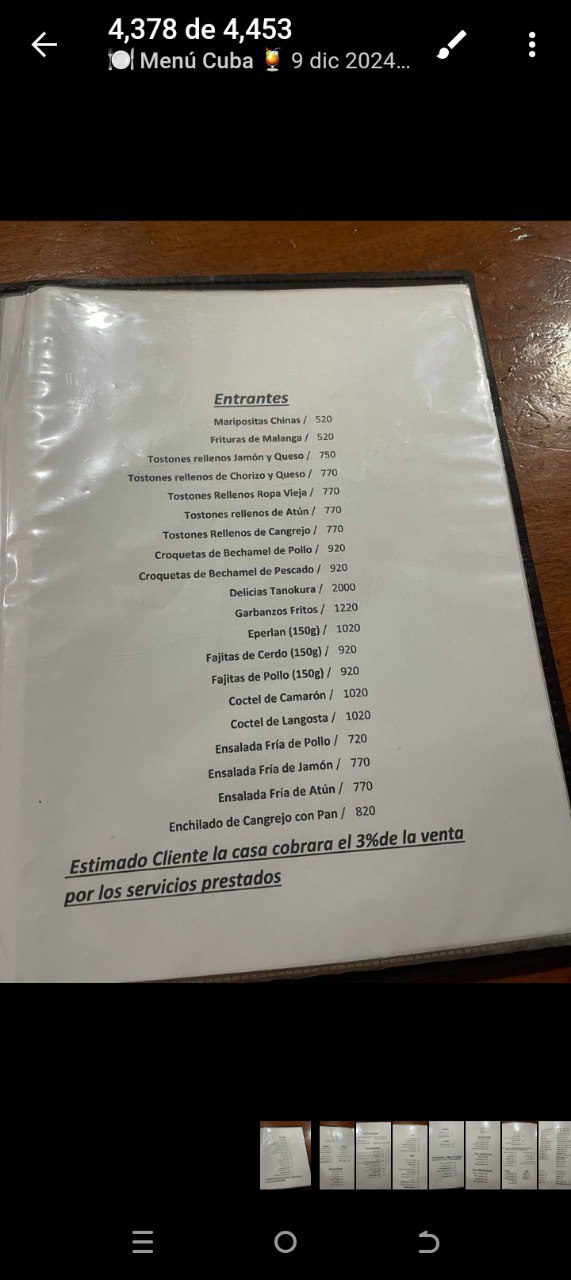 4,378 de 4,453
🍽 Menú Cuba 🍹 9 dic 2024...
Entrantes
Maripositas Chinas / 520
Frituras de Malanga / 520
Tostones rellenos Jamón y Queso / 750
Tostones rellenos de Chorizo y Queso / 770
Tostones Rellenos Ropa Vieja / 770
Tostones rellenos de Atún / 770
Tostones Rellenos de Cangrejo / 770
Croquetas de Bechamel de Pollo / 920
Croquetas de Bechamel de Pescado / 920
Delicias Tanokura / 2000
Garbanzos Fritos / 1220
Eperlan (150g) / 1020
Fajitas de Cerdo (150g) / 920
Fajitas de Pollo (150g) / 920
Coctel de Camarón / 1020
Coctel de Langosta / 1020
Ensalada Fría de Pollo / 720
Ensalada Fría de Jamón / 770
Ensalada Fría de Atún / 770
Enchilado de Cangrejo con Pan / 820
Estimado Cliente la casa cobrara el 3%de la venta
por los servicios prestados